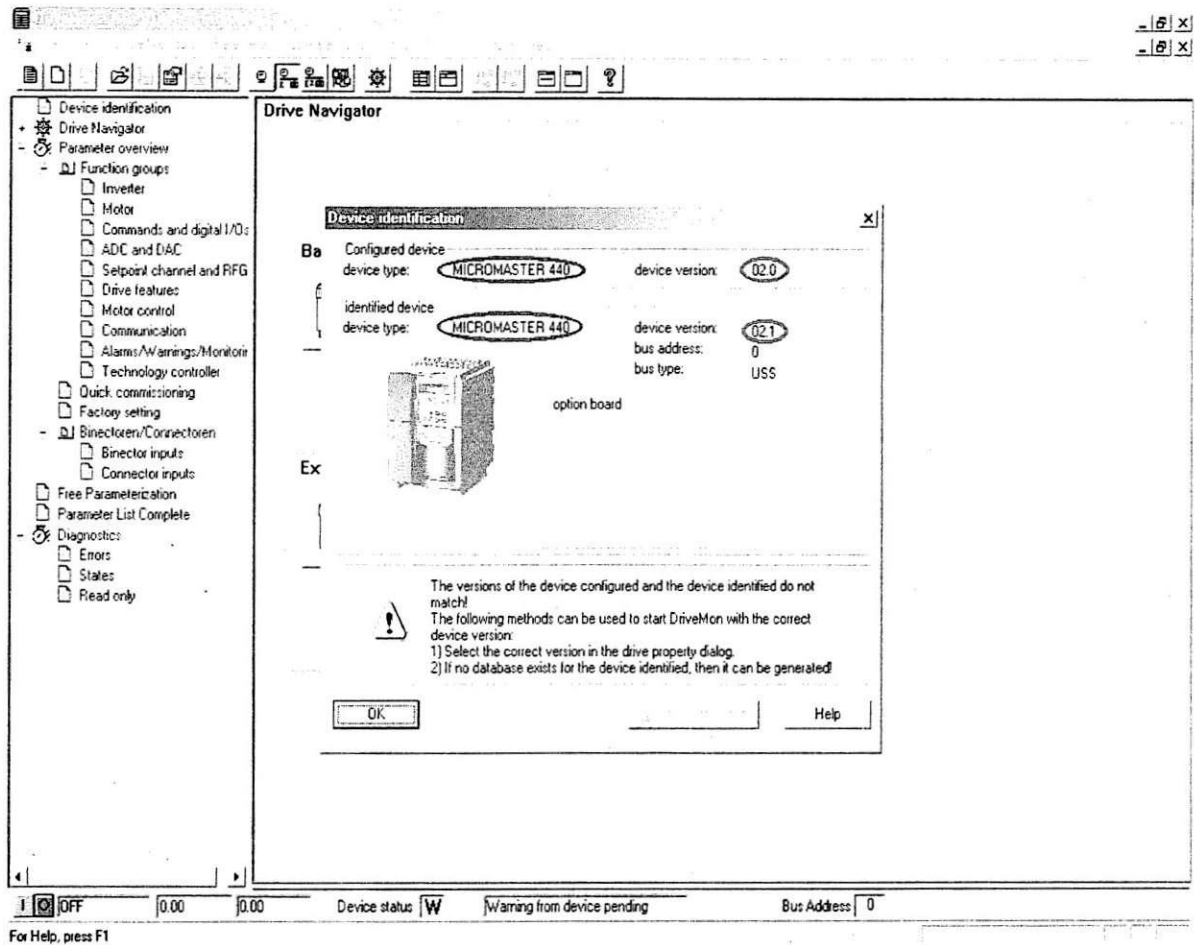 Device identification
Drive Navigator
Parameter overview
Function groups
Inverter
Motor
Commands and digital I/Os
ADC and DAC
Setpoint channel and RFG
Drive features
Motor control
Communication
Alarms/Warnings/Monitorin
Technology controller
Quick commissioning
Factory setting
Binectoren/Connectoren
Binector inputs
Connector inputs
Free Parameterization
Parameter List Complete
Diagnostics
Errors
States
Read only
Drive Navigator
Ba
Ex
Device identification
Configured device
device type: MICROMASTER 440 device version: 02.0
identified device
device type: MICROMASTER 440 device version: 02.1
bus address: 0
bus type: USS
option board
The versions of the device configured and the device identified do not
match!
The following methods can be used to start DriveMon with the correct
device version:
1) Select the correct version in the drive property dialog.
2) If no database exists for the device identified, then it can be generated!
OK
Help
I O OFF 0.00 0.00 Device status W Warning from device pending Bus Address 0
For Help, press F1